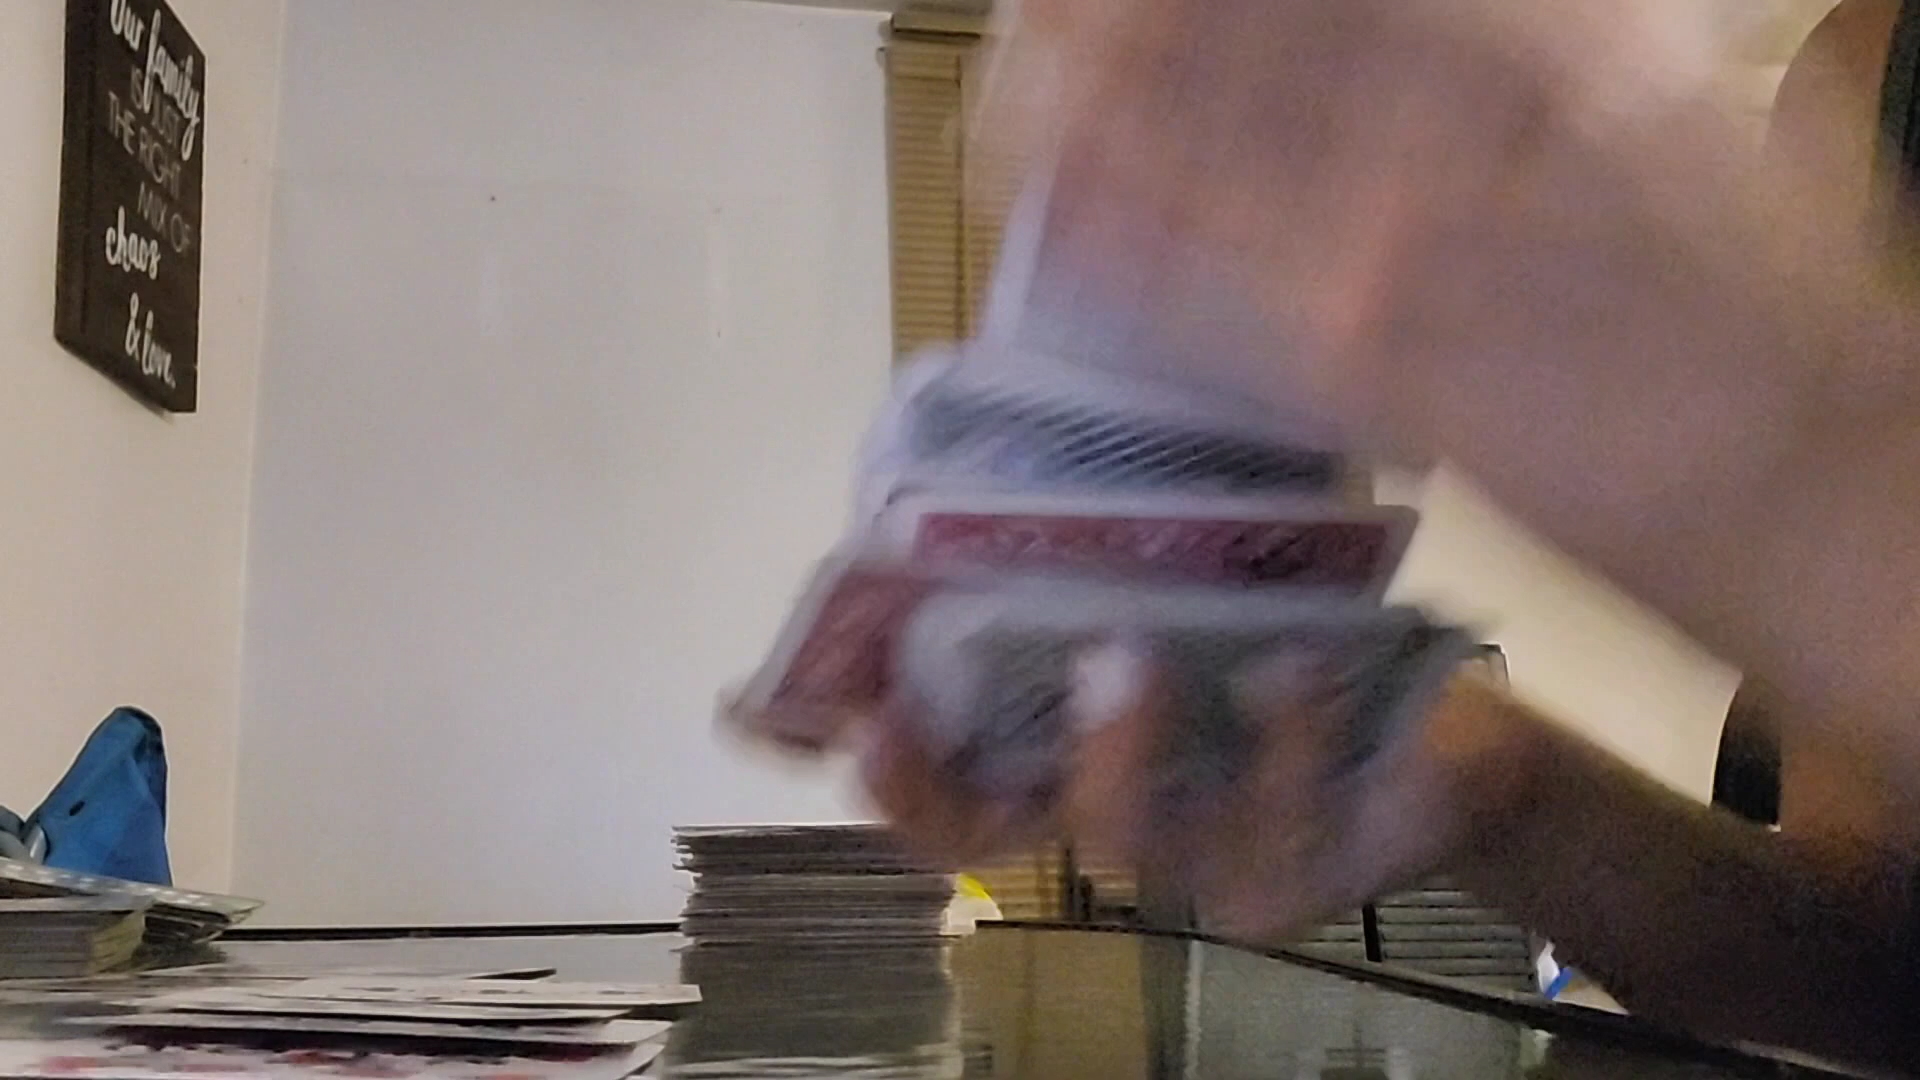 Our family
IS JUST
THE RIGHT
MIX OF
chaos
& love.